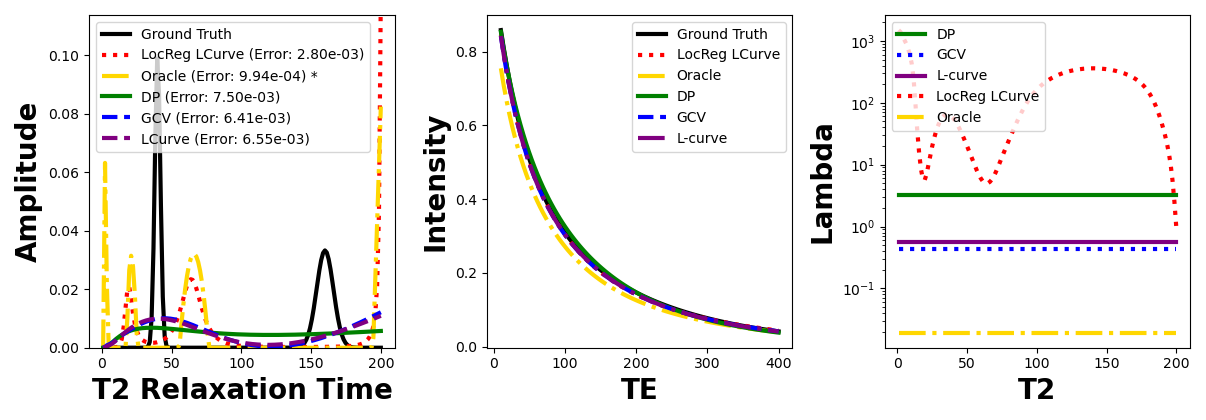 Amplitude
0.00
0.02
0.04
0.06
0.08
0.10
Ground Truth
LocReg LCurve (Error: 2.80e-03)
Oracle (Error: 9.94e-04) *
DP (Error: 7.50e-03)
GCV (Error: 6.41e-03)
LCurve (Error: 6.55e-03)
0 50 100 150 200
T2 Relaxation Time
Intensity
0.0
0.2
0.4
0.6
0.8
Ground Truth
LocReg LCurve
Oracle
DP
GCV
L-curve
0 100 200 300 400
TE
Lambda
10⁻¹
10⁰
10¹
10²
10³
DP
GCV
L-curve
LocReg LCurve
Oracle
0 50 100 150 200
T2